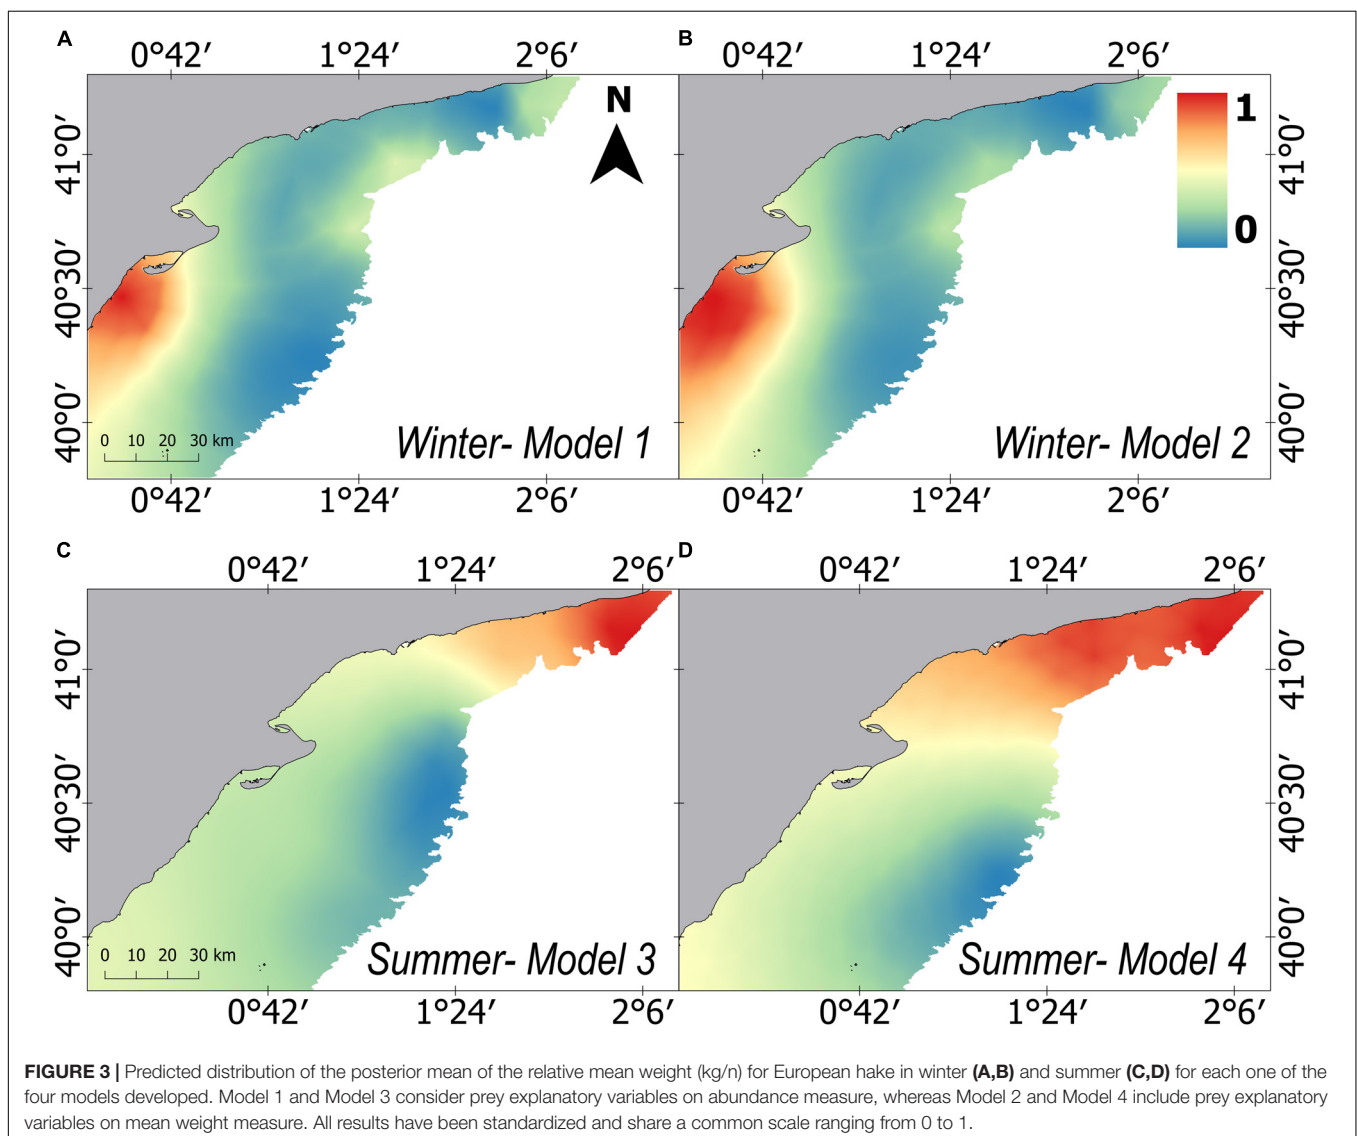 A
B
0°42′ 1°24′ 2°6′ 0°42′ 1°24′ 2°6′
N
1
0
41°0′
40°30′
40°0′
41°0′
40°30′
40°0′
0 10 20 30 km
Winter- Model 1
Winter- Model 2
0°42′ 1°24′ 2°6′ 0°42′ 1°24′ 2°6′
C
D
0°42′ 1°24′ 2°6′ 0°42′ 1°24′ 2°6′
41°0′
40°30′
40°0′
41°0′
40°30′
40°0′
0 10 20 30 km
Summer- Model 3
Summer- Model 4
0°42′ 1°24′ 2°6′ 0°42′ 1°24′ 2°6′
FIGURE 3 | Predicted distribution of the posterior mean of the relative mean weight (kg/n) for European hake in winter (A,B) and summer (C,D) for each one of the
four models developed. Model 1 and Model 3 consider prey explanatory variables on abundance measure, whereas Model 2 and Model 4 include prey explanatory
variables on mean weight measure. All results have been standardized and share a common scale ranging from 0 to 1.